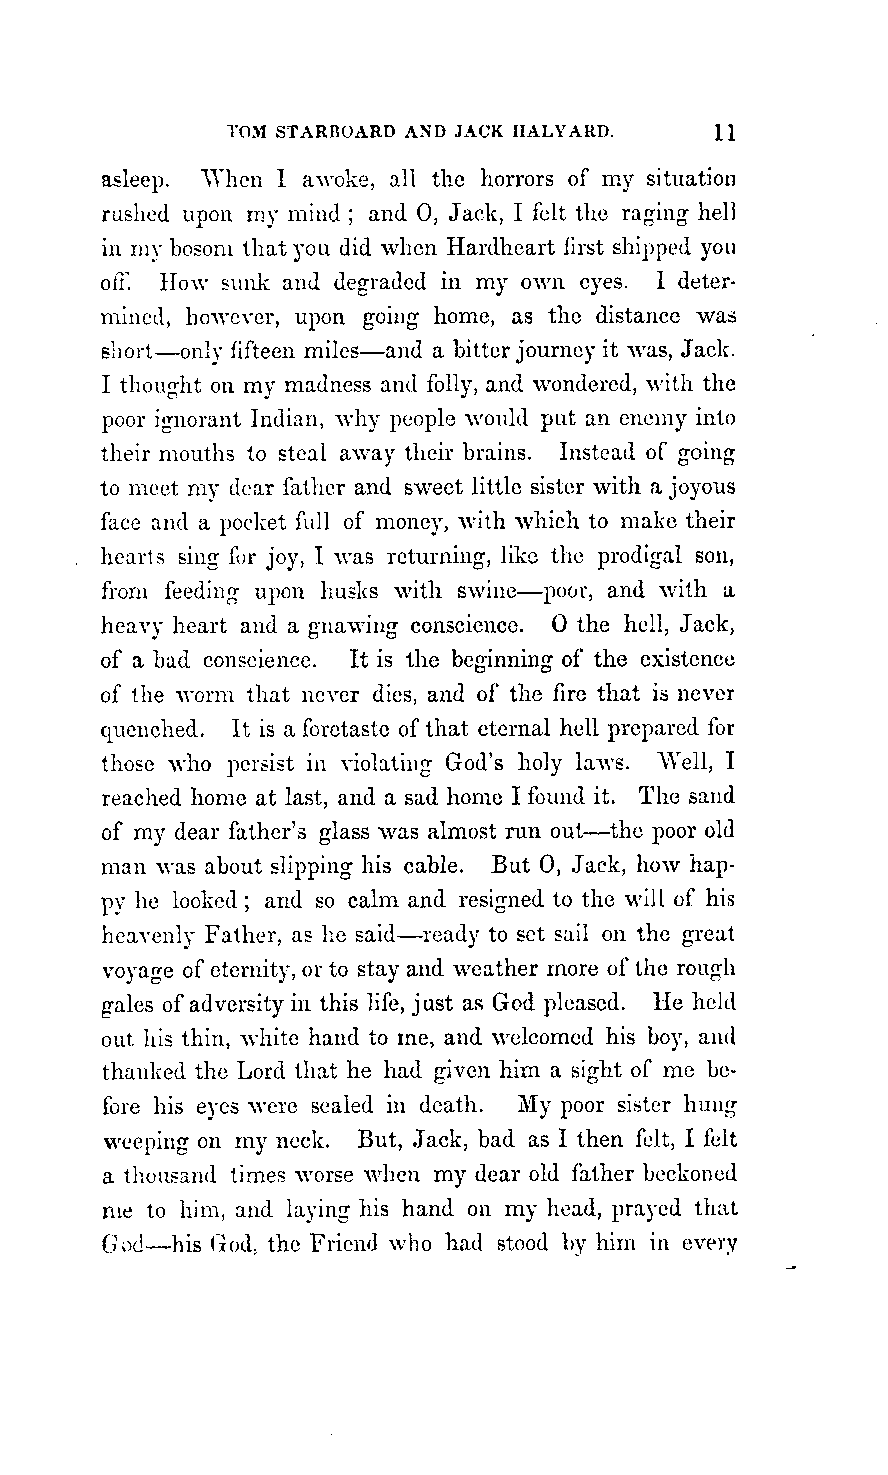 TOM STARBOARD AND JACK HALYARD. 11
asleep. When I awoke, all the horrors of my situation
rushed upon my mind ; and O, Jack, I felt the raging hell
in my bosom that you did when Hardheart first shipped you
off. How sunk and degraded in my own eyes. I deter-
mined, however, upon going home, as the distance was
short—only fifteen miles—and a bitter journey it was, Jack.
I thought on my madness and folly, and wondered, with the
poor ignorant Indian, why people would put an enemy into
their mouths to steal away their brains. Instead of going
to meet my dear father and sweet little sister with a joyous
face and a pocket full of money, with which to make their
hearts sing for joy, I was returning, like the prodigal son,
from feeding upon husks with swine—poor, and with a
heavy heart and a gnawing conscience. O the hell, Jack,
of a bad conscience. It is the beginning of the existence
of the worm that never dies, and of the fire that is never
quenched. It is a foretaste of that eternal hell prepared for
those who persist in violating God's holy laws. Well, I
reached home at last, and a sad home I found it. The sand
of my dear father's glass was almost run out—the poor old
man was about slipping his cable. But O, Jack, how hap-
py he looked ; and so calm and resigned to the will of his
heavenly Father, as he said—ready to set sail on the great
voyage of eternity, or to stay and weather more of the rough
gales of adversity in this life, just as God pleased. He held
out his thin, white hand to me, and welcomed his boy, and
thanked the Lord that he had given him a sight of me be-
fore his eyes were sealed in death. My poor sister hung
weeping on my neck. But, Jack, bad as I then felt, I felt
a thousand times worse when my dear old father beckoned
me to him, and laying his hand on my head, prayed that
God—his God, the Friend who had stood by him in every